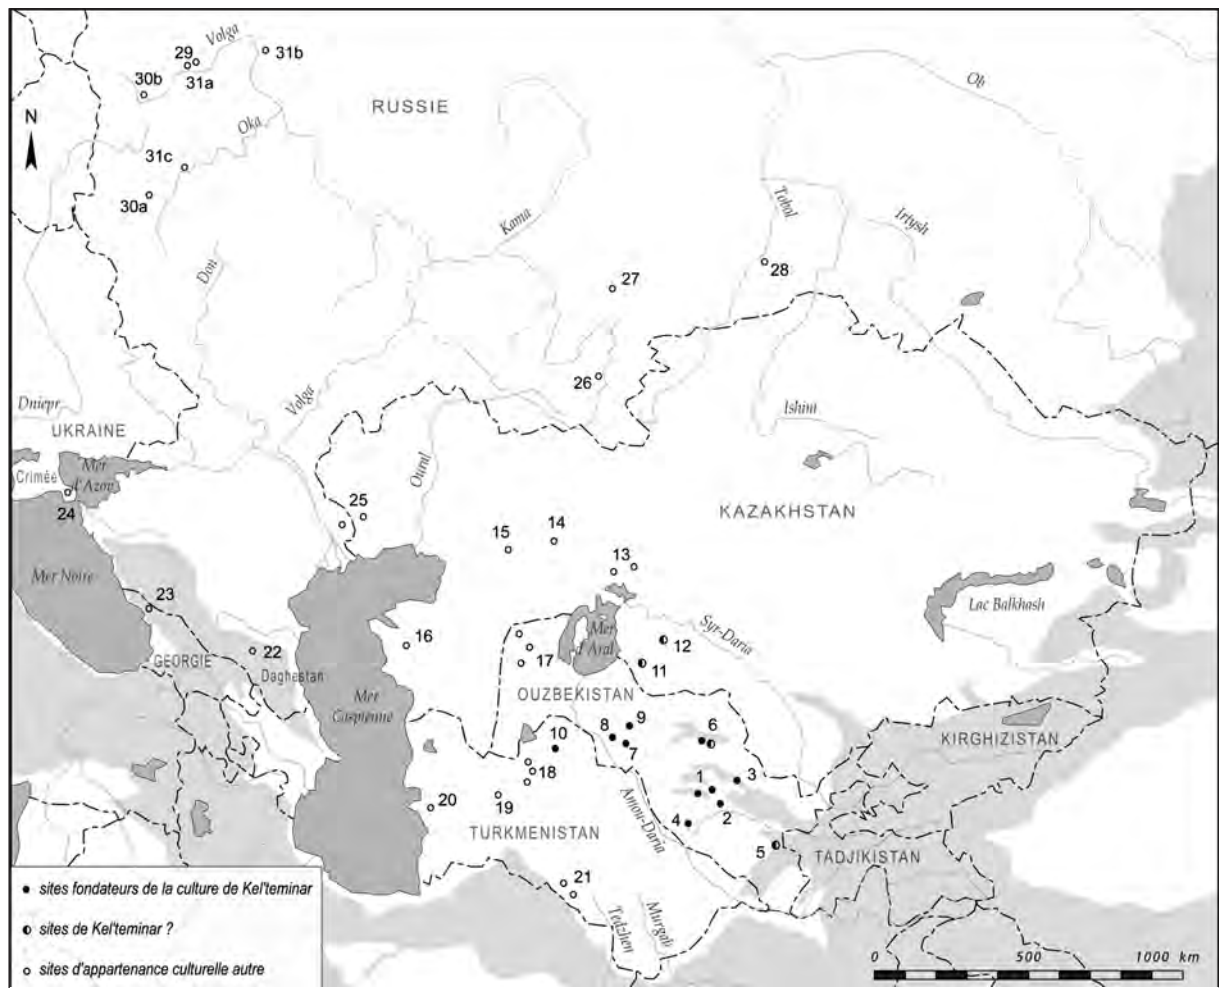 Volga
29
31b
30b
31a
Ob
RUSSIE
N
Oka
31c
30a
Kama
Tobol
Irtysh
Don
27
28
Volga
26
Dniepr
UKRAINE
Ishim
Oural
Mer
d'Azov
Crimée
24
25
KAZAKHSTAN
15
14
13
Mer Noire
Lac Balkhash
23
Syr-Daria
16
Mer
d'Aral
12
22
GEORGIE
Daghestan
17
11
OUZBEKISTAN
Mer
Caspienne
9
8
6
KIRGHIZISTAN
10
7
18
1
3
19
20
Amou-Daria
2
TURKMENISTAN
4
5
TADJIKISTAN
21
Tedzhen
Murgab
sites fondateurs de la culture de Kel'teminar
sites de Kel'teminar ?
sites d'appartenance culturelle autre
0 500 1000 km